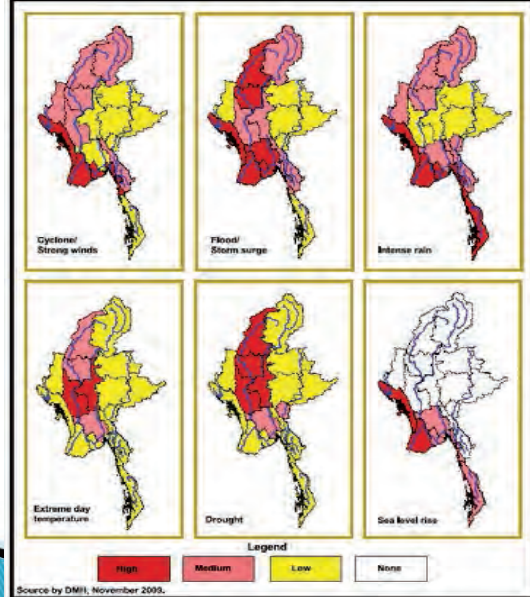 Cyclone/
Strong winds
Flood/
Storm surge
Intense rain
Extreme day
temperature
Drought
Sea level rise
Legend
High
Medium
Low
None
Source by DMH, November 2009.